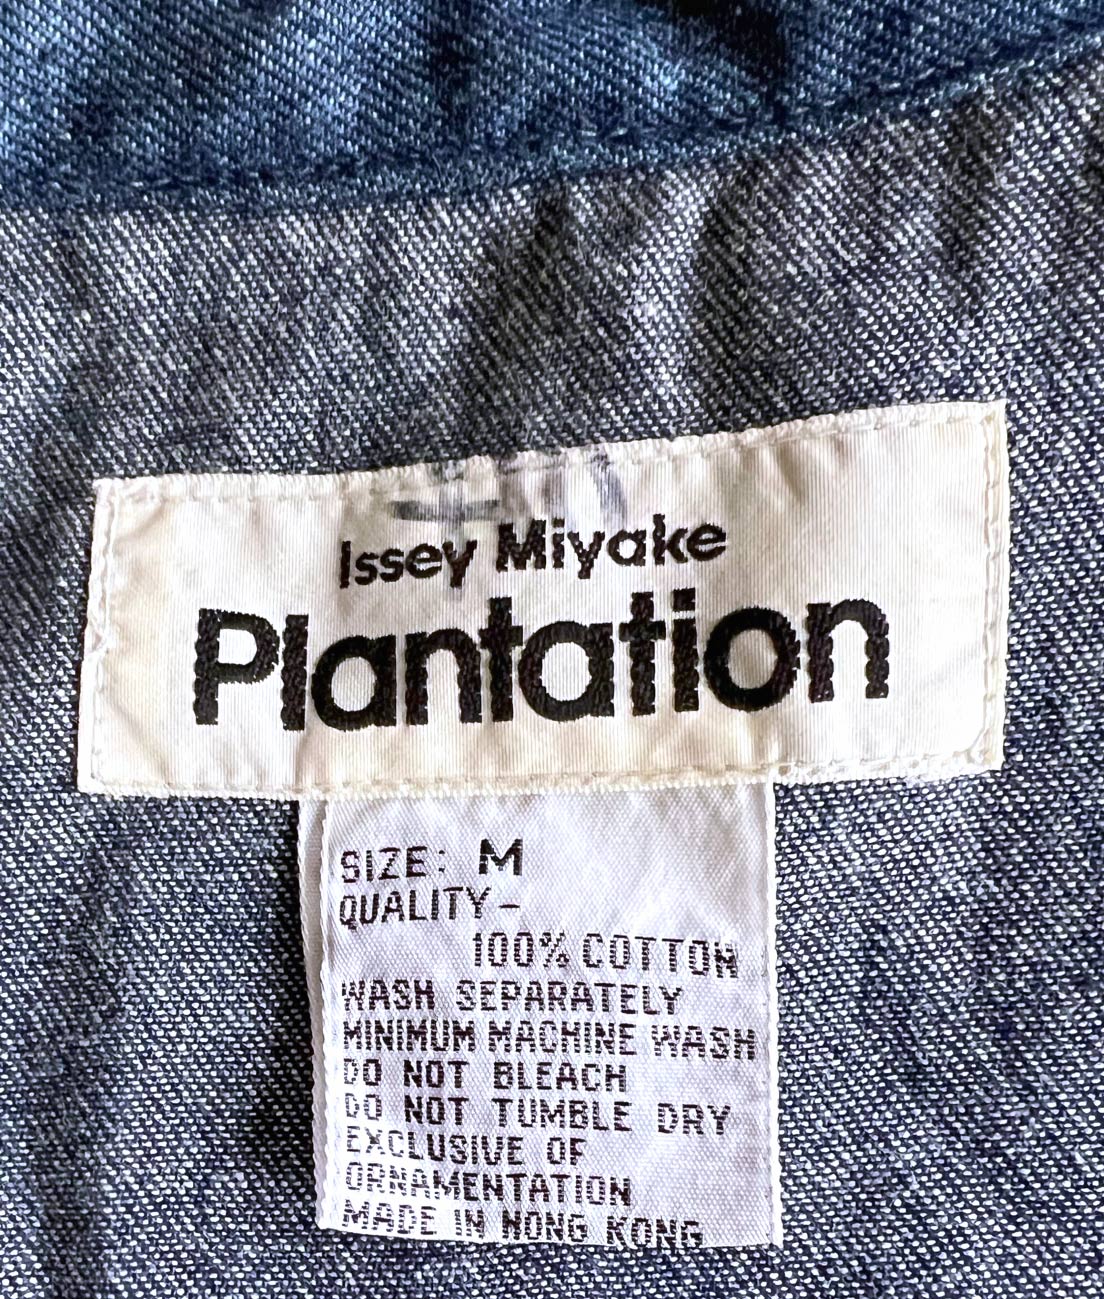 Issey Miyake
Plantation
SIZE: M
QUALITY-
100% COTTON
WASH SEPARATELY
MINIMUM MACHINE WASH
DO NOT BLEACH
DO NOT TUMBLE DRY
EXCLUSIVE OF
ORNAMENTATION
MADE IN HONG KONG